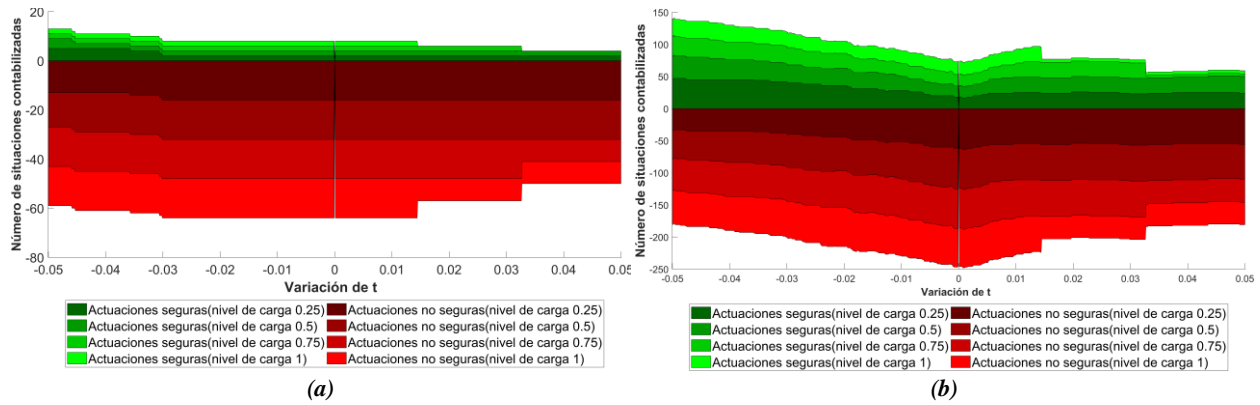 Número de situaciones contabilizadas
20
0
-20
-40
-60
-80
-0.05 -0.04 -0.03 -0.02 -0.01 0 0.01 0.02 0.03 0.04 0.05
Variación de t
Actuaciones seguras(nivel de carga 0.25) Actuaciones no seguras(nivel de carga 0.25)
Actuaciones seguras(nivel de carga 0.5) Actuaciones no seguras(nivel de carga 0.5)
Actuaciones seguras(nivel de carga 0.75) Actuaciones no seguras(nivel de carga 0.75)
Actuaciones seguras(nivel de carga 1) Actuaciones no seguras(nivel de carga 1)
(a)
Número de situaciones contabilizadas
150
100
50
0
-50
-100
-150
-200
-250
-0.05 -0.04 -0.03 -0.02 -0.01 0 0.01 0.02 0.03 0.04 0.05
Variación de t
Actuaciones seguras(nivel de carga 0.25) Actuaciones no seguras(nivel de carga 0.25)
Actuaciones seguras(nivel de carga 0.5) Actuaciones no seguras(nivel de carga 0.5)
Actuaciones seguras(nivel de carga 0.75) Actuaciones no seguras(nivel de carga 0.75)
Actuaciones seguras(nivel de carga 1) Actuaciones no seguras(nivel de carga 1)
(b)